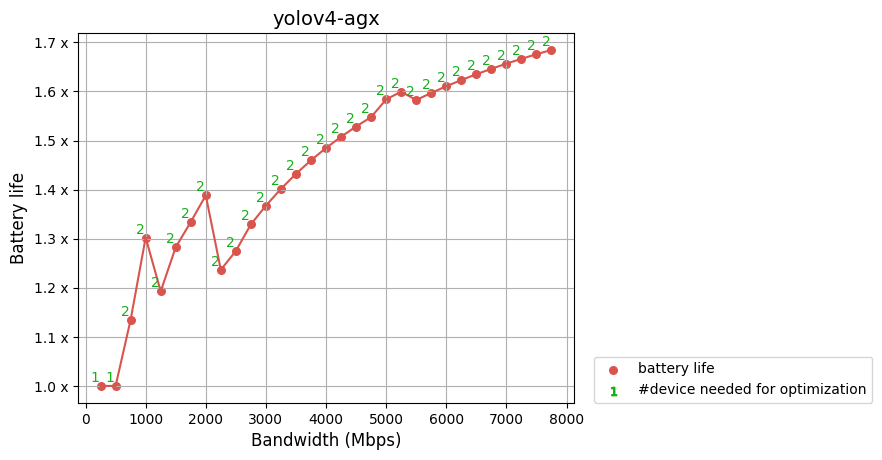 yolov4-agx
1.7 x
1.6 x
1.5 x
1.4 x
1.3 x
1.2 x
1.1 x
1.0 x
Battery life
1 1 2 2 2 2 2 2 2 2 2 2 2 2 2 2 2 2 2 2 2 2 2 2 2 2 2 2 2 2 2
0 1000 2000 3000 4000 5000 6000 7000 8000
Bandwidth (Mbps)
battery life
1 #device needed for optimization